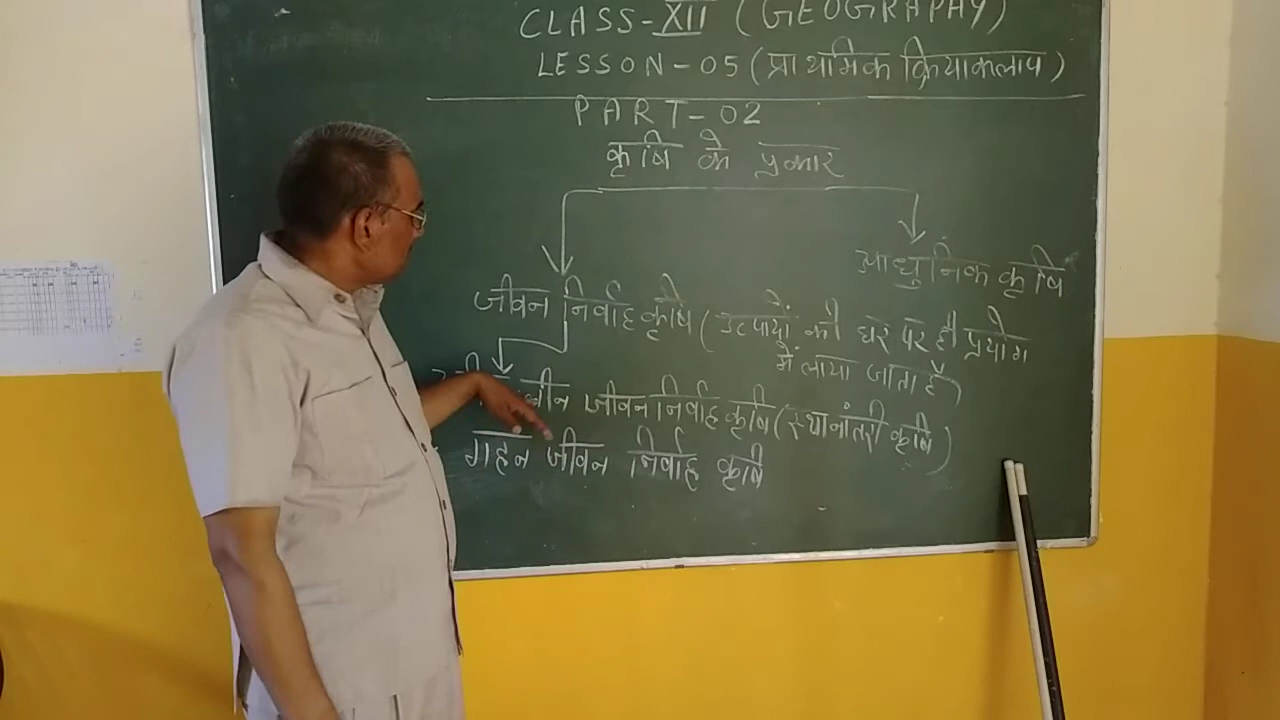 CLASS-XII (GEOGRAPHY)
LESSON-05 (प्राथमिक क्रियाकलाप)
PART-02
कृषि के प्रकार
आधुनिक कृषि
जीवन निर्वाह कृषि (उत्पादों को घर पर ही प्रयोग
में लाया जाता है)
जीवन निर्वाह कृषि (स्थानांतरी कृषि)
गहन जीवन निर्वाह कृषि